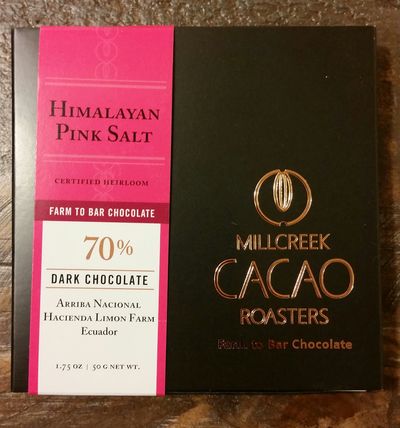 HIMALAYAN
PINK SALT
CERTIFIED HEIRLOOM
FARM TO BAR CHOCOLATE
70%
DARK CHOCOLATE
ARRIBA NACIONAL
HACIENDA LIMON FARM
ECUADOR
1.75 OZ | 50 G NET WT.
MILLCREEK
CACAO
ROASTERS
Farm to Bar Chocolate